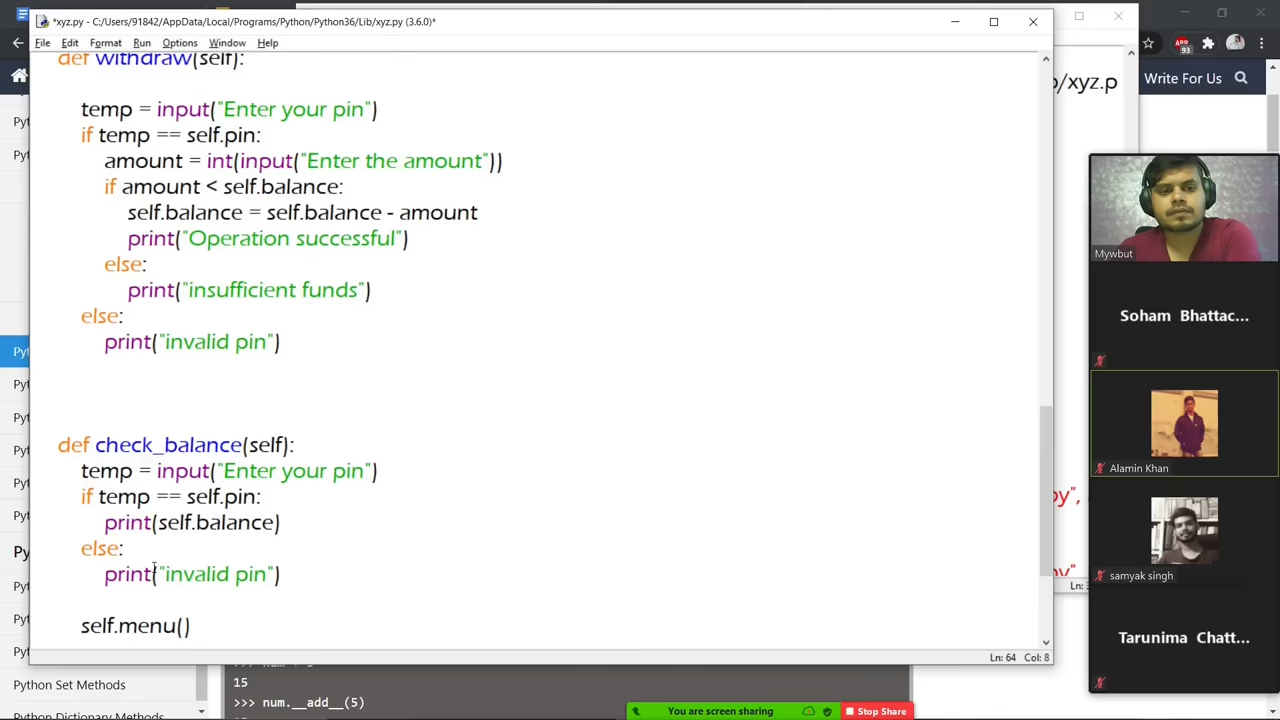 *xyz.py - C:/Users/91842/AppData/Local/Programs/Python/Python36/Lib/xyz.py (3.6.0)*
File Edit Format Run Options Window Help
def withdraw(self):
temp = input("Enter your pin")
if temp == self.pin:
amount = int(input("Enter the amount"))
if amount < self.balance:
self.balance = self.balance - amount
print("Operation successful")
else:
print("insufficient funds")
else:
print("invalid pin")
def check_balance(self):
temp = input("Enter your pin")
if temp == self.pin:
print(self.balance)
else:
print("invalid pin")
self.menu()
Ln: 64 Col: 8
93
Write For Us
/xyz.p
Mywbut
Soham Bhattac...
Alamin Khan
samyak singh
Tarunima Chatt...
Ln:
15
>>> num.__add__(5)
Python Set Methods
Python Dictionary Methods
You are screen sharing
Stop Share